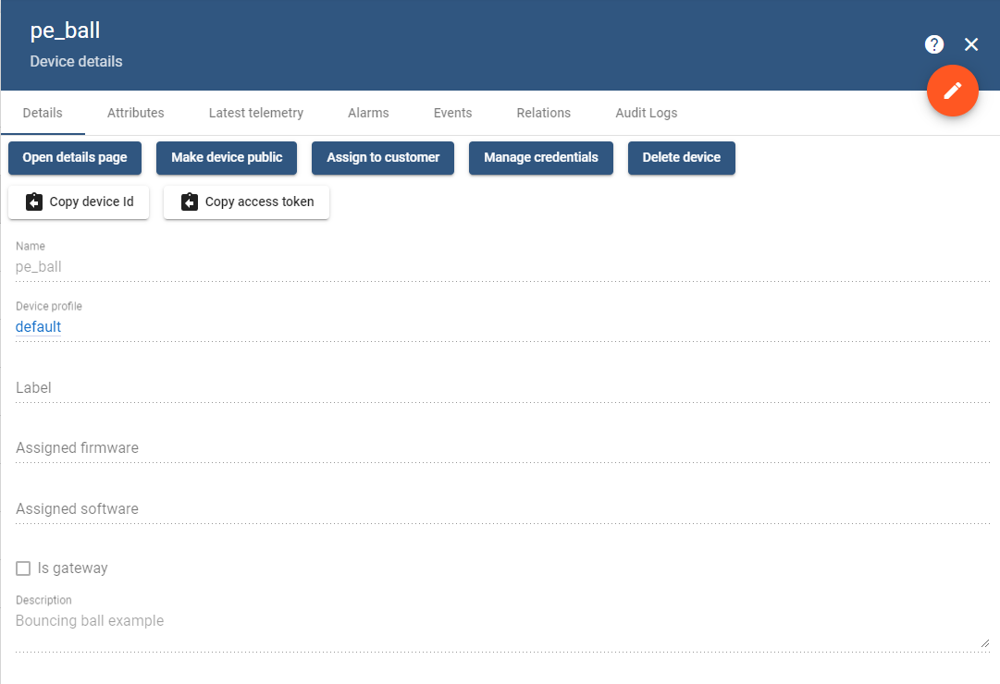 pe_ball
Device details
?
Details Attributes Latest telemetry Alarms Events Relations Audit Logs
Open details page Make device public Assign to customer Manage credentials Delete device
Copy device Id Copy access token
Name
pe_ball
Device profile
default
Label
Assigned firmware
Assigned software
Is gateway
Description
Bouncing ball example